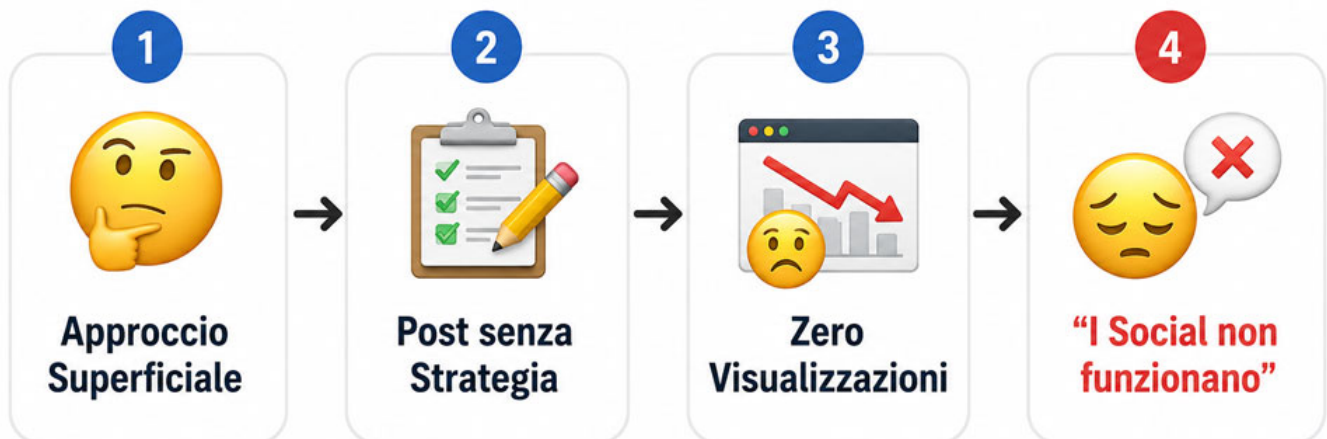 1
2
3
4
Approccio
Superficiale
Post senza
Strategia
Zero
Visualizzazioni
“I Social non
funzionano”